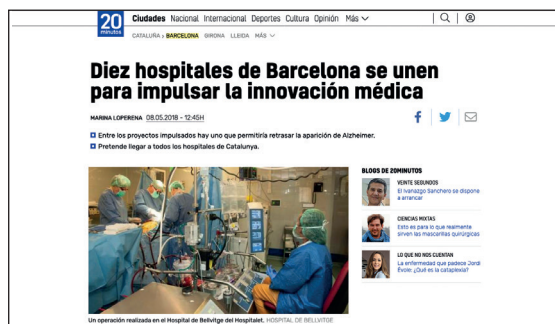 20
minutos
Ciudades Nacional Internacional Deportes Cultura Opinión Más
CATALUÑA BARCELONA GIRONA LLEIDA MÁS
Diez hospitales de Barcelona se unen
para impulsar la innovación médica
MARINA LOPERENA 08.05.2018 - 12:45H
Entre los proyectos impulsados hay uno que permitiría retrasar la aparición de Alzheimer.
Pretende llegar a todos los hospitales de Catalunya.
BLOGS DE 20MINUTOS
VEINTE SEGUNDOS
El Ivanazgo Sanchero se dispone
a arrancar
CIENCIAS MIXTAS
Esto es para lo que realmente
sirven las mascarillas quirúrgicas
LO QUE NO NOS CUENTAN
La enfermedad que padece Jordi
Évole: ¿Qué es la cataplexia?
Un operación realizada en el Hospital de Bellvitge del Hospitalet. HOSPITAL DE BELLVITGE